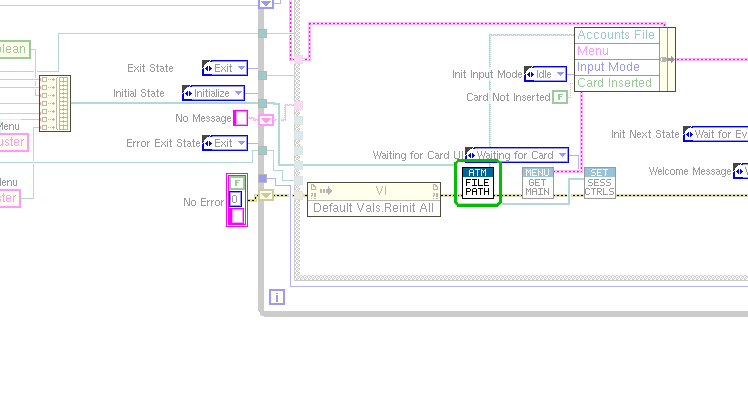 olean
Accounts File
Menu
Input Mode
Card Inserted
Exit State
Exit
Init Input Mode
Idle
Initial State
Initialize
Card Not Inserted
F
No Message
Menu
Init Next State
Wait for Ev
uster
Error Exit State
Exit
Waiting for Card UI
Waiting for Card
Welcome Message
W
ATM
FILE
PATH
MENU
GET
MAIN
SET
SESS
CTRLS
Menu
ster
No Error
F
0
VI
Default Vals.Reinit All
i